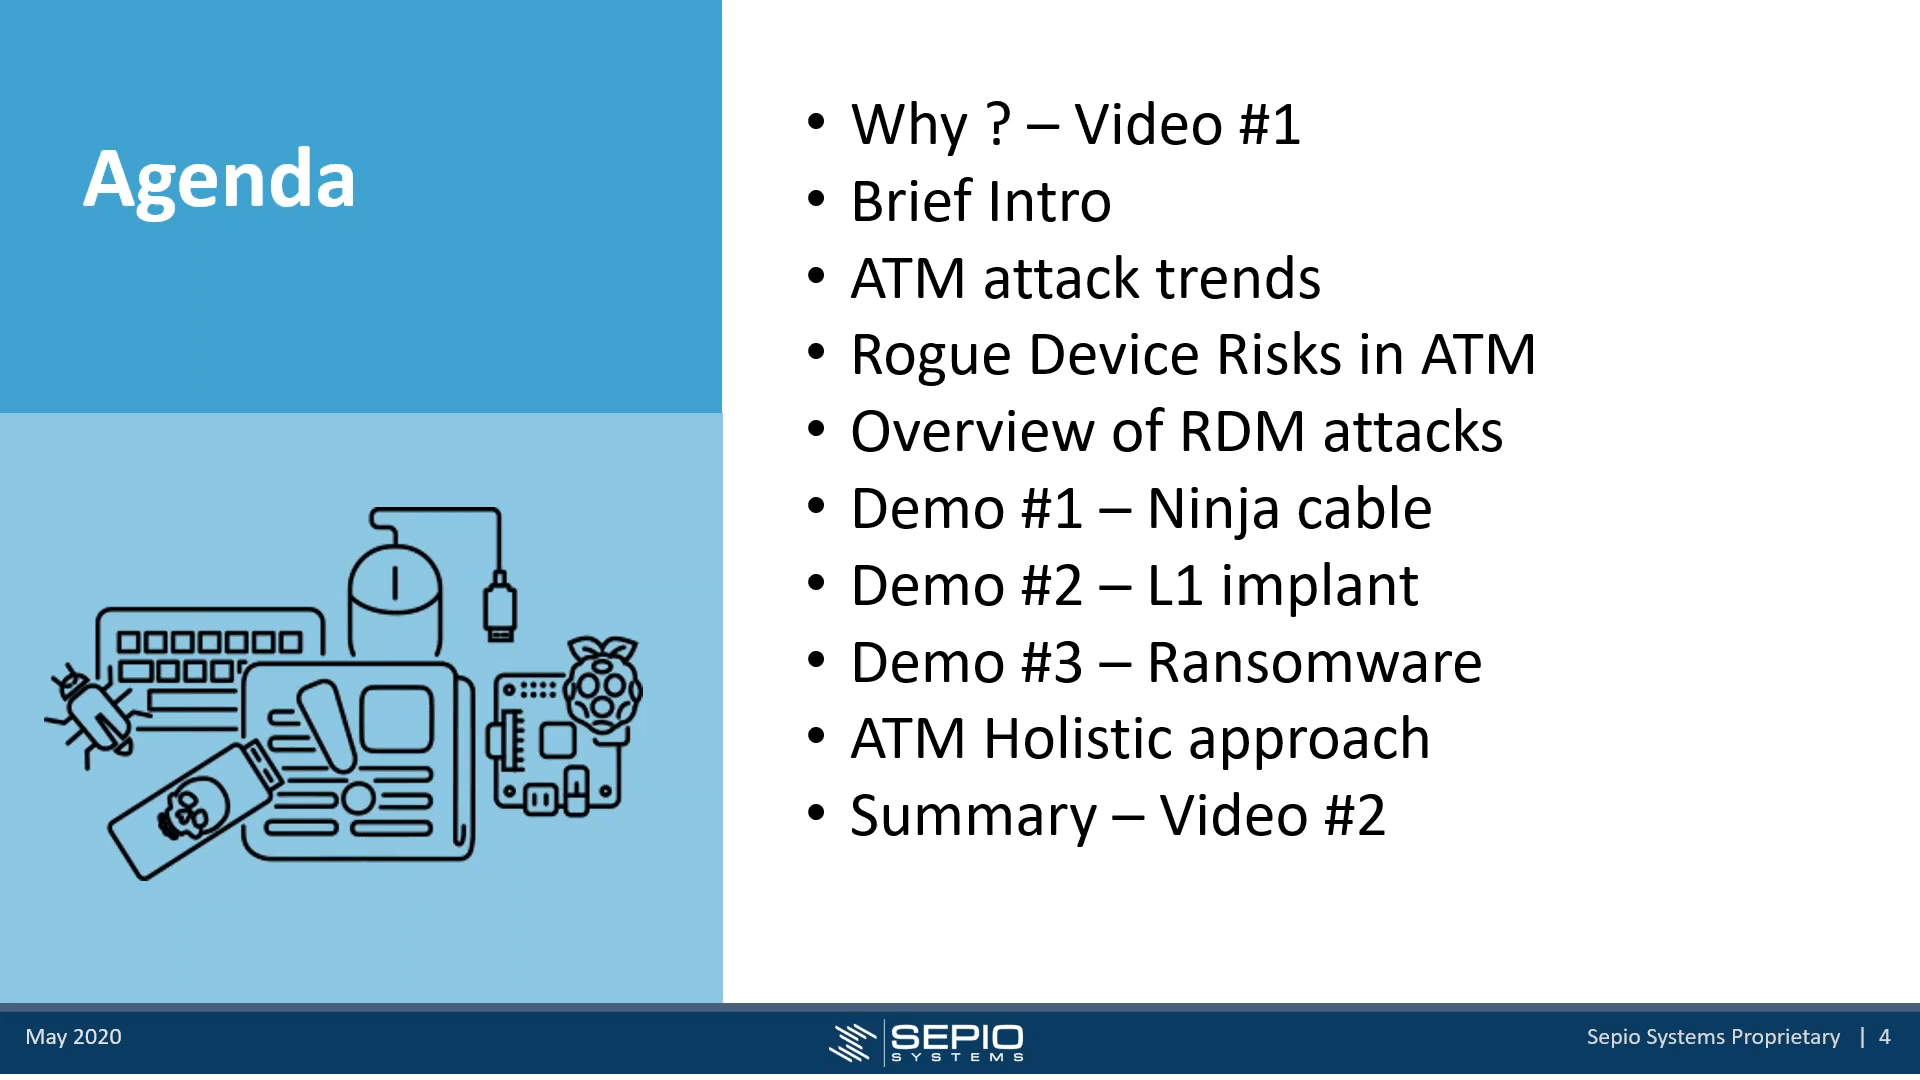 Agenda
• Why ? – Video #1
• Brief Intro
• ATM attack trends
• Rogue Device Risks in ATM
• Overview of RDM attacks
• Demo #1 – Ninja cable
• Demo #2 – L1 implant
• Demo #3 – Ransomware
• ATM Holistic approach
• Summary – Video #2
May 2020
SEPIO
SYSTEMS
Sepio Systems Proprietary | 4